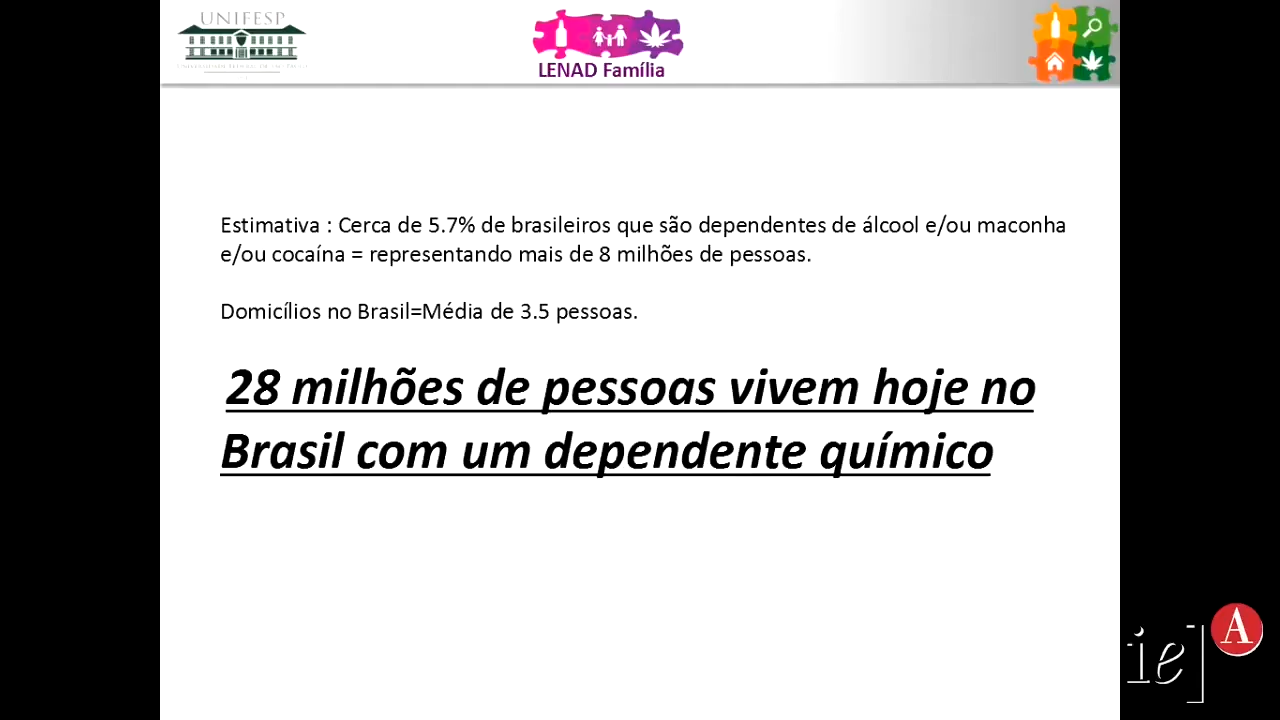 UNIFESP
LENAD Família
Estimativa : Cerca de 5.7% de brasileiros que são dependentes de álcool e/ou maconha
e/ou cocaína = representando mais de 8 milhões de pessoas.
Domicílios no Brasil=Média de 3.5 pessoas.
28 milhões de pessoas vivem hoje no
Brasil com um dependente químico
ie]A